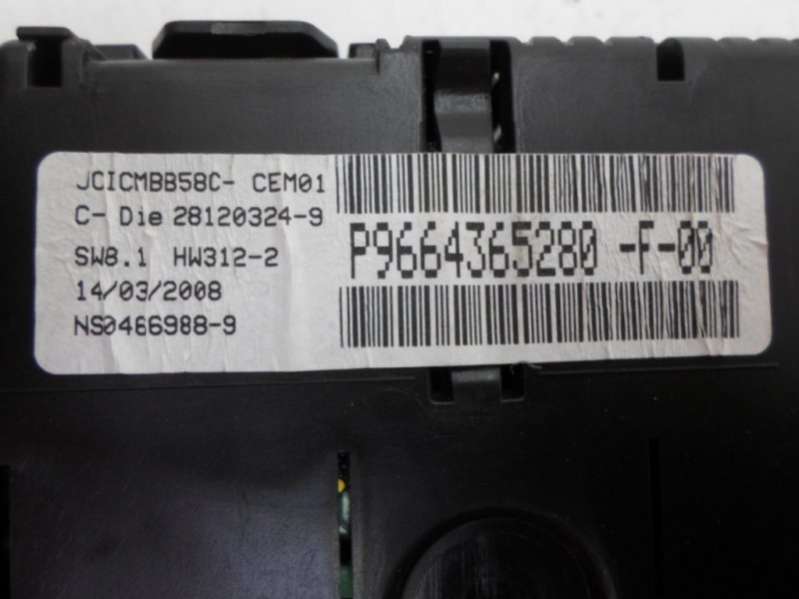 JCICMBB58C- CEM01
C- Die 28120324-9
SW8.1 HW312-2
14/03/2008
NS0466988-9
P9664365280 -F-00